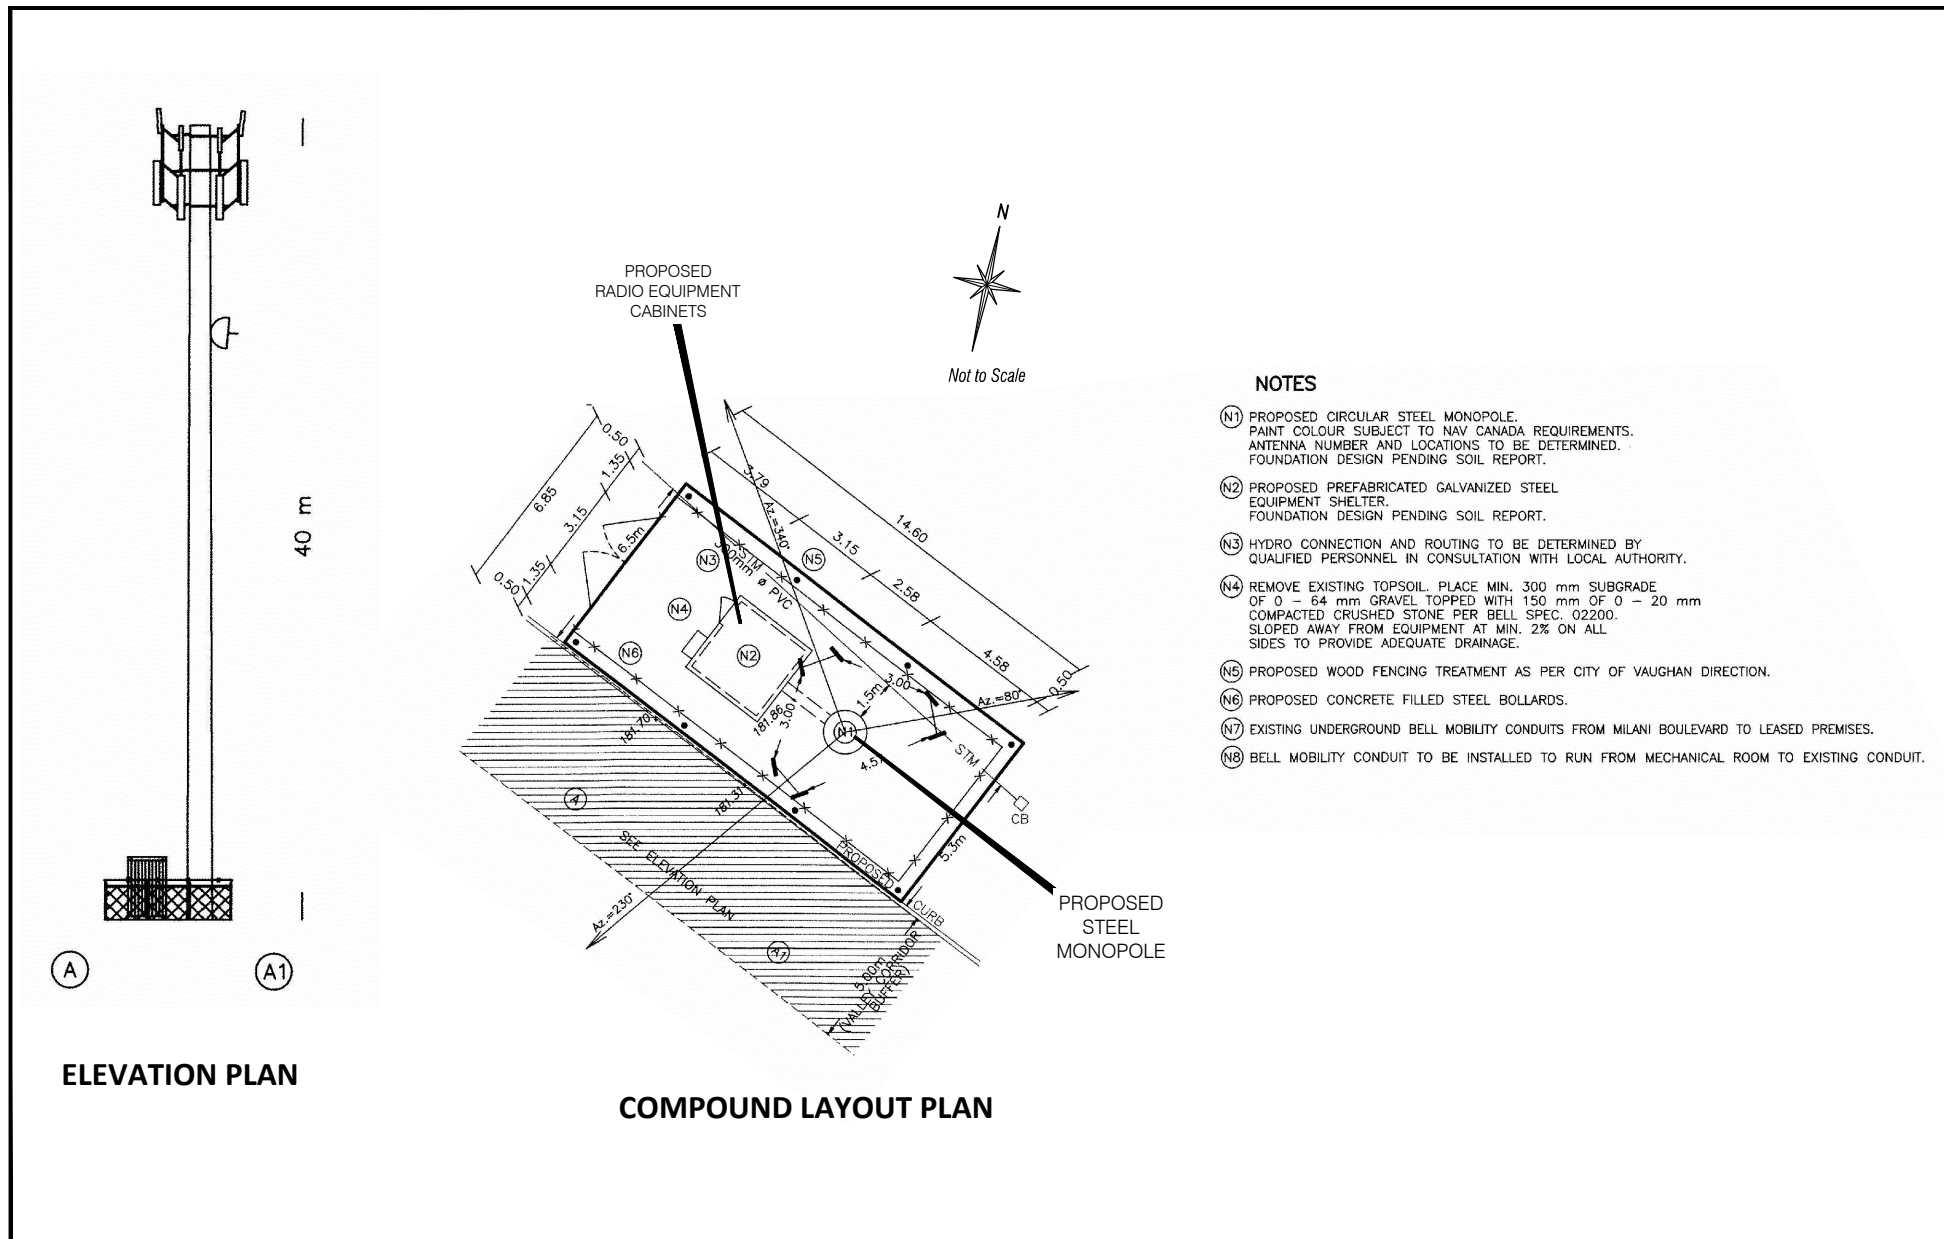 40 m
A
A1
ELEVATION PLAN
PROPOSED
RADIO EQUIPMENT
CABINETS
N
Not to Scale
0.50
1.35
6.85
3.15
1.35
0.50
6.5m
3.79
Az.=340°
14.60
3.15
2.58
4.58
0.50
N3
STM
300mm ø PVC
N5
N4
N6
N2
3.00
1.5m
Az.=80°
181.86
3.00
181.70
N1
STM
4.51
181.31
CB
5.3m
A
SEE ELEVATION PLAN
PROPOSED
CURB
Az.=230°
A1
5.00m
(VALLEY CORRIDOR
BUFFER)
PROPOSED
STEEL
MONOPOLE
COMPOUND LAYOUT PLAN
NOTES
N1 PROPOSED CIRCULAR STEEL MONOPOLE.
PAINT COLOUR SUBJECT TO NAV CANADA REQUIREMENTS.
ANTENNA NUMBER AND LOCATIONS TO BE DETERMINED.
FOUNDATION DESIGN PENDING SOIL REPORT.
N2 PROPOSED PREFABRICATED GALVANIZED STEEL
EQUIPMENT SHELTER.
FOUNDATION DESIGN PENDING SOIL REPORT.
N3 HYDRO CONNECTION AND ROUTING TO BE DETERMINED BY
QUALIFIED PERSONNEL IN CONSULTATION WITH LOCAL AUTHORITY.
N4 REMOVE EXISTING TOPSOIL. PLACE MIN. 300 mm SUBGRADE
OF 0 - 64 mm GRAVEL TOPPED WITH 150 mm OF 0 - 20 mm
COMPACTED CRUSHED STONE PER BELL SPEC. 02200.
SLOPED AWAY FROM EQUIPMENT AT MIN. 2% ON ALL
SIDES TO PROVIDE ADEQUATE DRAINAGE.
N5 PROPOSED WOOD FENCING TREATMENT AS PER CITY OF VAUGHAN DIRECTION.
N6 PROPOSED CONCRETE FILLED STEEL BOLLARDS.
N7 EXISTING UNDERGROUND BELL MOBILITY CONDUITS FROM MILANI BOULEVARD TO LEASED PREMISES.
N8 BELL MOBILITY CONDUIT TO BE INSTALLED TO RUN FROM MECHANICAL ROOM TO EXISTING CONDUIT.